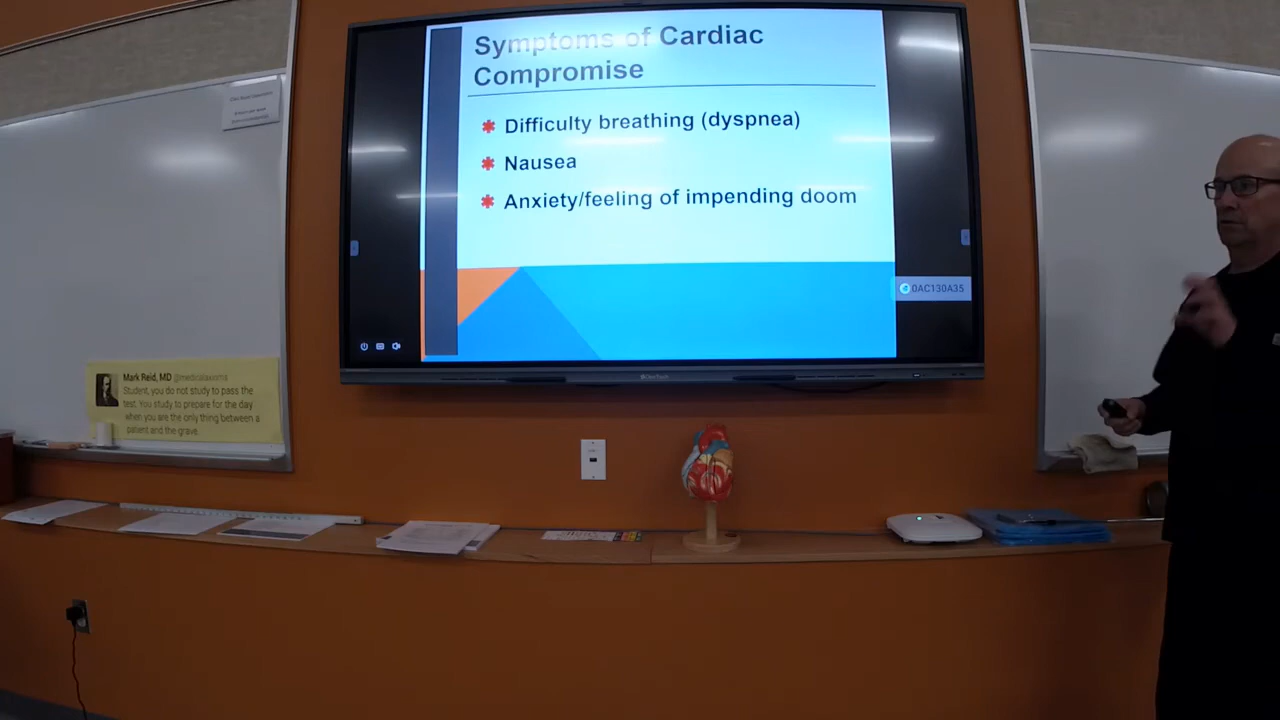 Symptoms of Cardiac
Compromise
Difficulty breathing (dyspnea)
Nausea
Anxiety/feeling of impending doom
0AC130A35
Mark Reid, MD @medicalaxioms
Student, you do not study to pass the
test. You study to prepare for the day
when you are the only thing between a
patient and the grave.